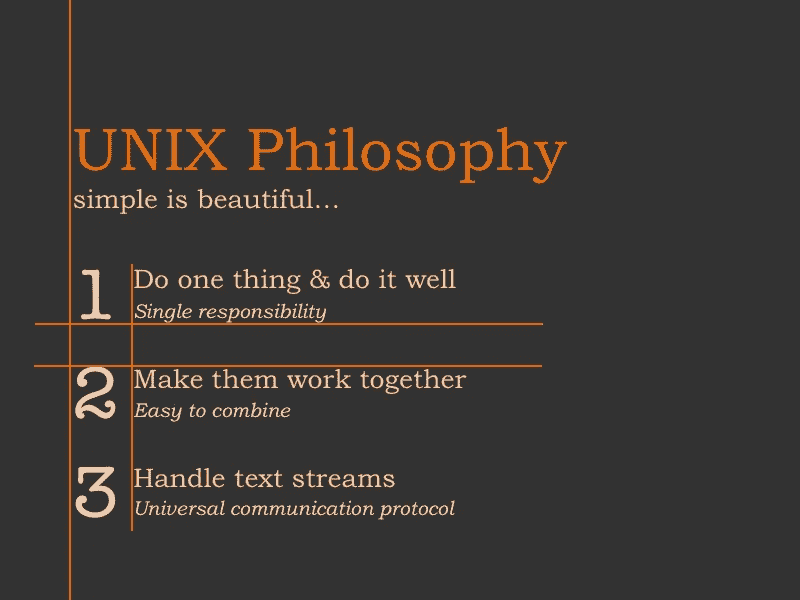 UNIX Philosophy
simple is beautiful...
1 Do one thing & do it well
Single responsibility
2 Make them work together
Easy to combine
3 Handle text streams
Universal communication protocol